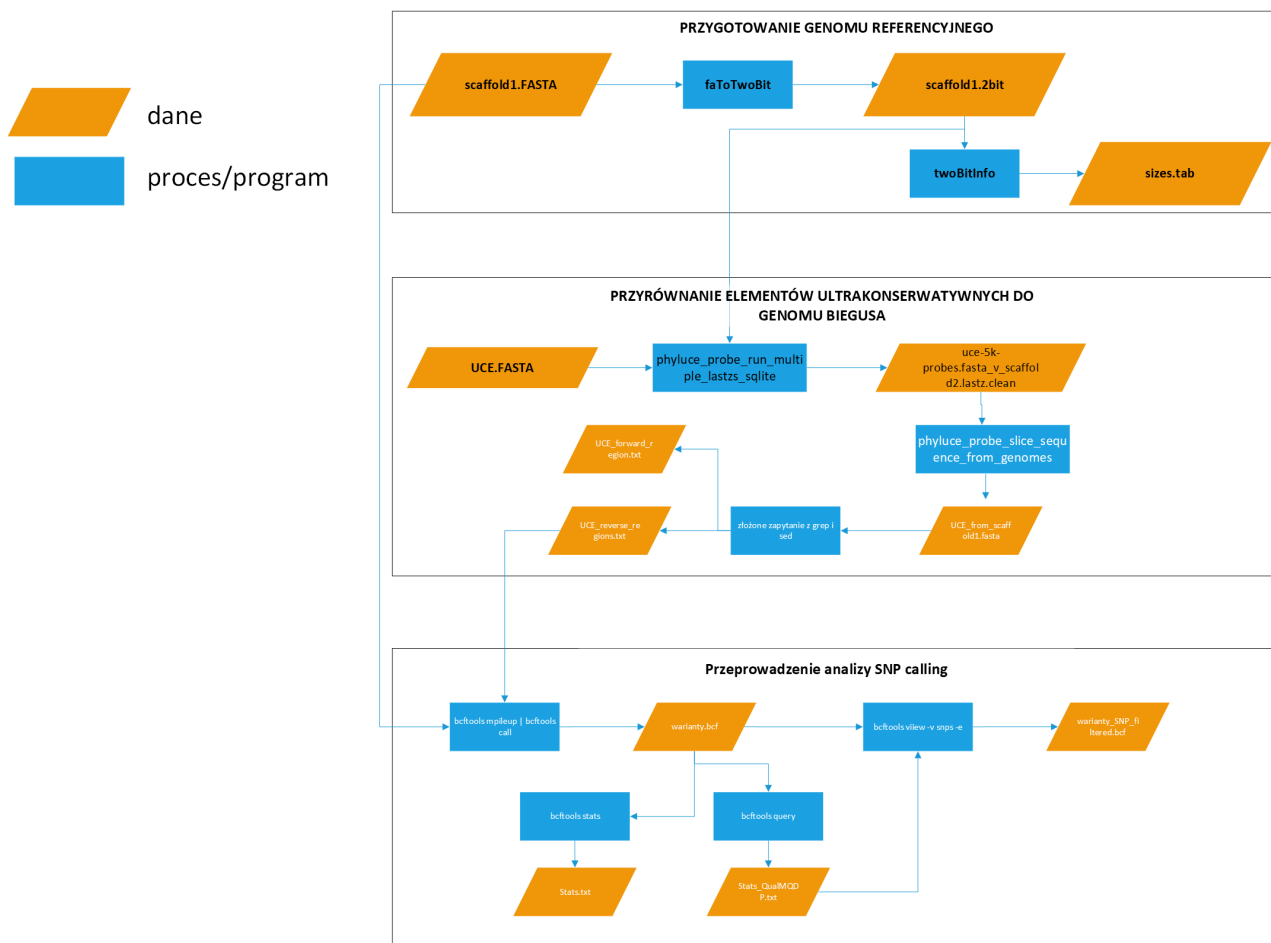 PRZYGOTOWANIE GENOMU REFERENCYJNEGO
scaffold1.FASTA
faToTwoBit
scaffold1.2bit
dane
twoBitInfo
sizes.tab
proces/program
PRZYRÓWNANIE ELEMENTÓW ULTRAKONSERWATYWNYCH DO
GENOMU BIEGUSA
UCE.FASTA
phyluce_probe_run_multi
ple_lastzs_sqlite
uce-5k-
probes.fasta_v_scaffol
d2.lastz.clean
UCE_forward_r
egion.txt
phyluce_probe_slice_sequ
ence_from_genomes
UCE_reverse_re
gions.txt
złożone zapytanie z grep i
sed
UCE_from_scaff
old1.fasta
Przeprowadzenie analizy SNP calling
bcftools mpileup | bcftools
call
warianty.bcf
bcftools viiew -v snps -e
warianty_SNP_fi
ltered.bcf
bcftools stats
bcftools query
Stats.txt
Stats_QualMQD
P.txt